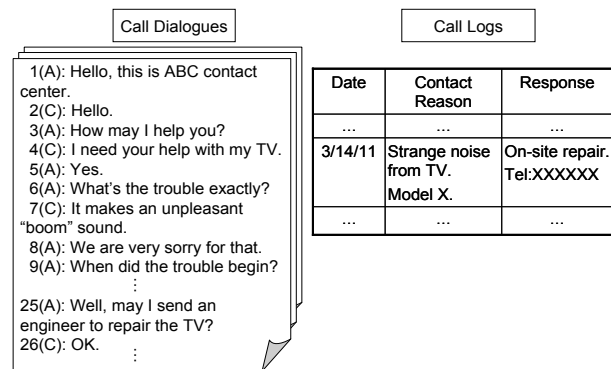 Call Dialogues
1(A): Hello, this is ABC contact
center.
2(C): Hello.
3(A): How may I help you?
4(C): I need your help with my TV.
5(A): Yes.
6(A): What's the trouble exactly?
7(C): It makes an unpleasant
“boom” sound.
8(A): We are very sorry for that.
9(A): When did the trouble begin?
⋮
25(A): Well, may I send an
engineer to repair the TV?
26(C): OK.
⋮
Call Logs
Date Contact Response
Reason
... ... ...
3/14/11 Strange noise On-site repair.
from TV. Tel:XXXXXX
Model X.
... ... ...